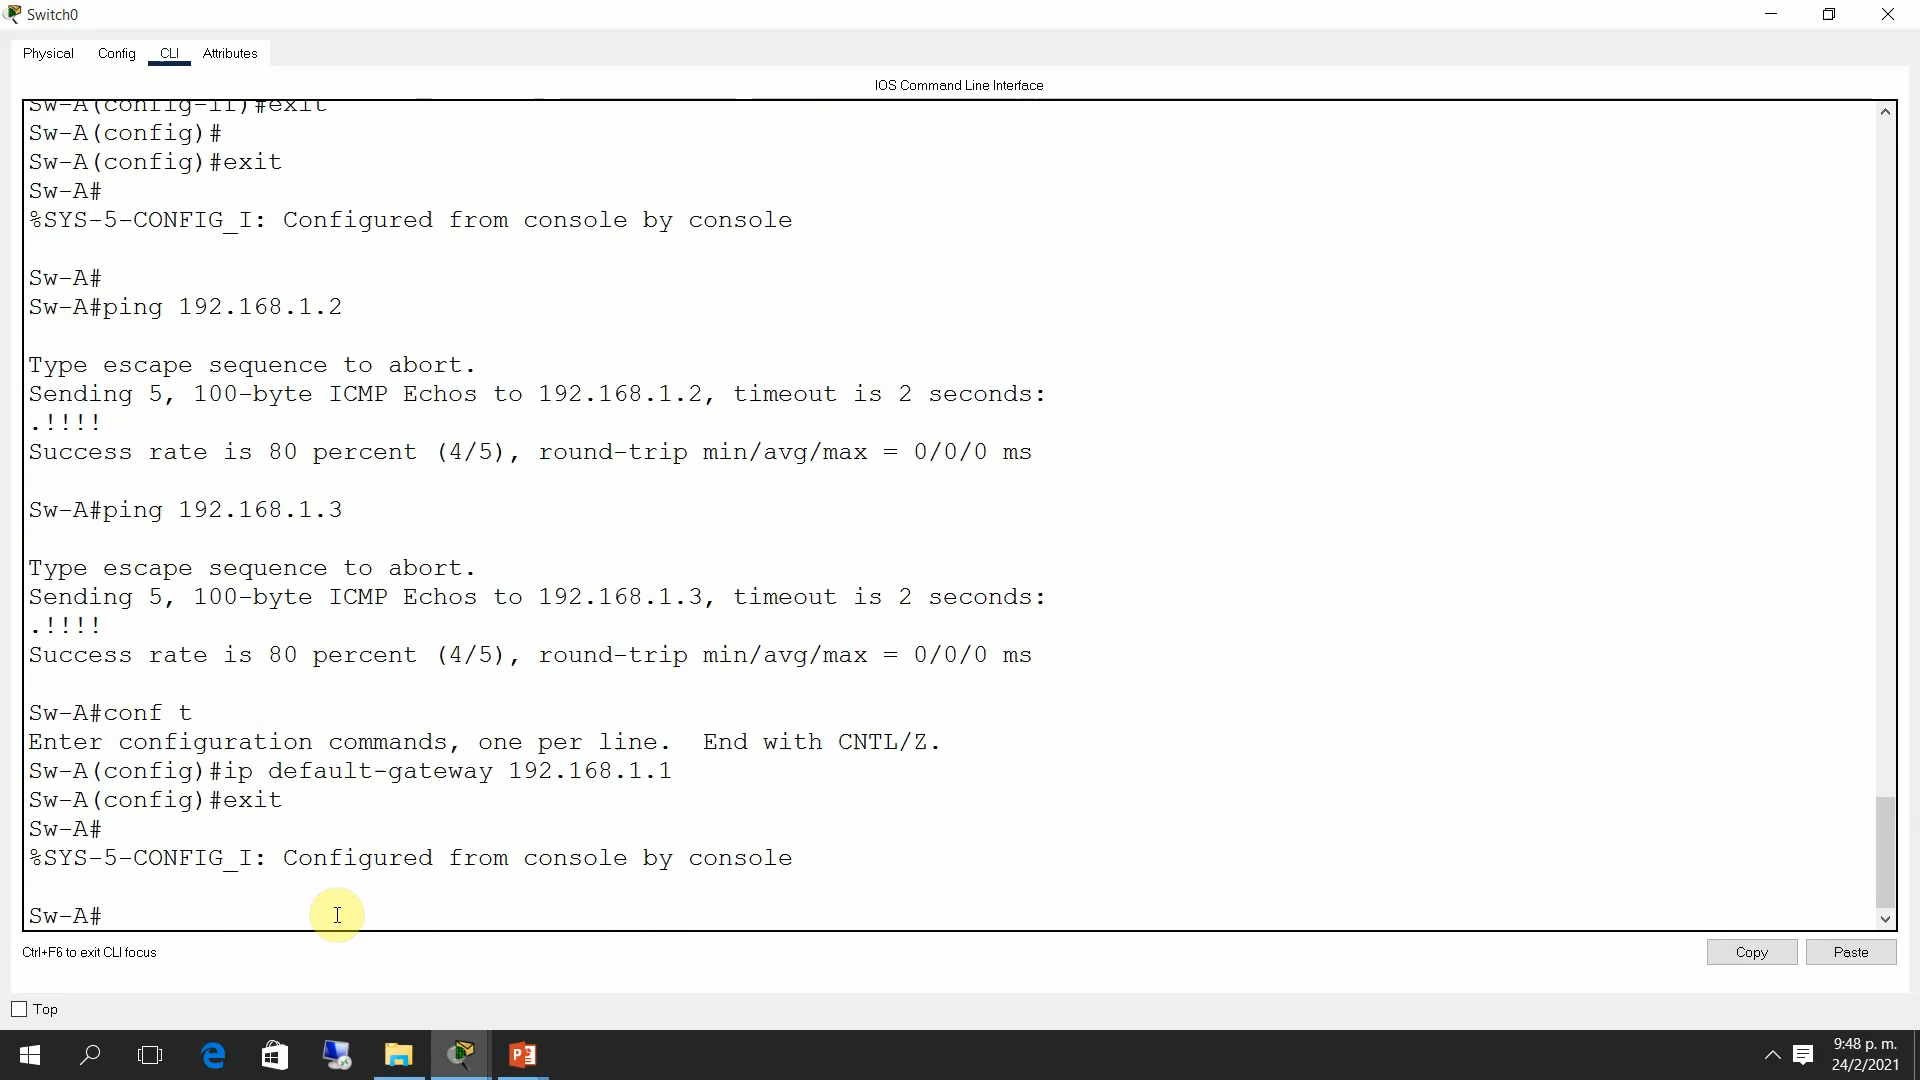 Switch0
Physical Config CLI Attributes
IOS Command Line Interface
Sw-A(config-if)#exit
Sw-A(config)#
Sw-A(config)#exit
Sw-A#
%SYS-5-CONFIG_I: Configured from console by console
Sw-A#
Sw-A#ping 192.168.1.2
Type escape sequence to abort.
Sending 5, 100-byte ICMP Echos to 192.168.1.2, timeout is 2 seconds:
.!!!!
Success rate is 80 percent (4/5), round-trip min/avg/max = 0/0/0 ms
Sw-A#ping 192.168.1.3
Type escape sequence to abort.
Sending 5, 100-byte ICMP Echos to 192.168.1.3, timeout is 2 seconds:
.!!!!
Success rate is 80 percent (4/5), round-trip min/avg/max = 0/0/0 ms
Sw-A#conf t
Enter configuration commands, one per line.  End with CNTL/Z.
Sw-A(config)#ip default-gateway 192.168.1.1
Sw-A(config)#exit
Sw-A#
%SYS-5-CONFIG_I: Configured from console by console
Sw-A#
Ctrl+F6 to exit CLI focus
Copy Paste
Top
9:48 p. m.
24/2/2021